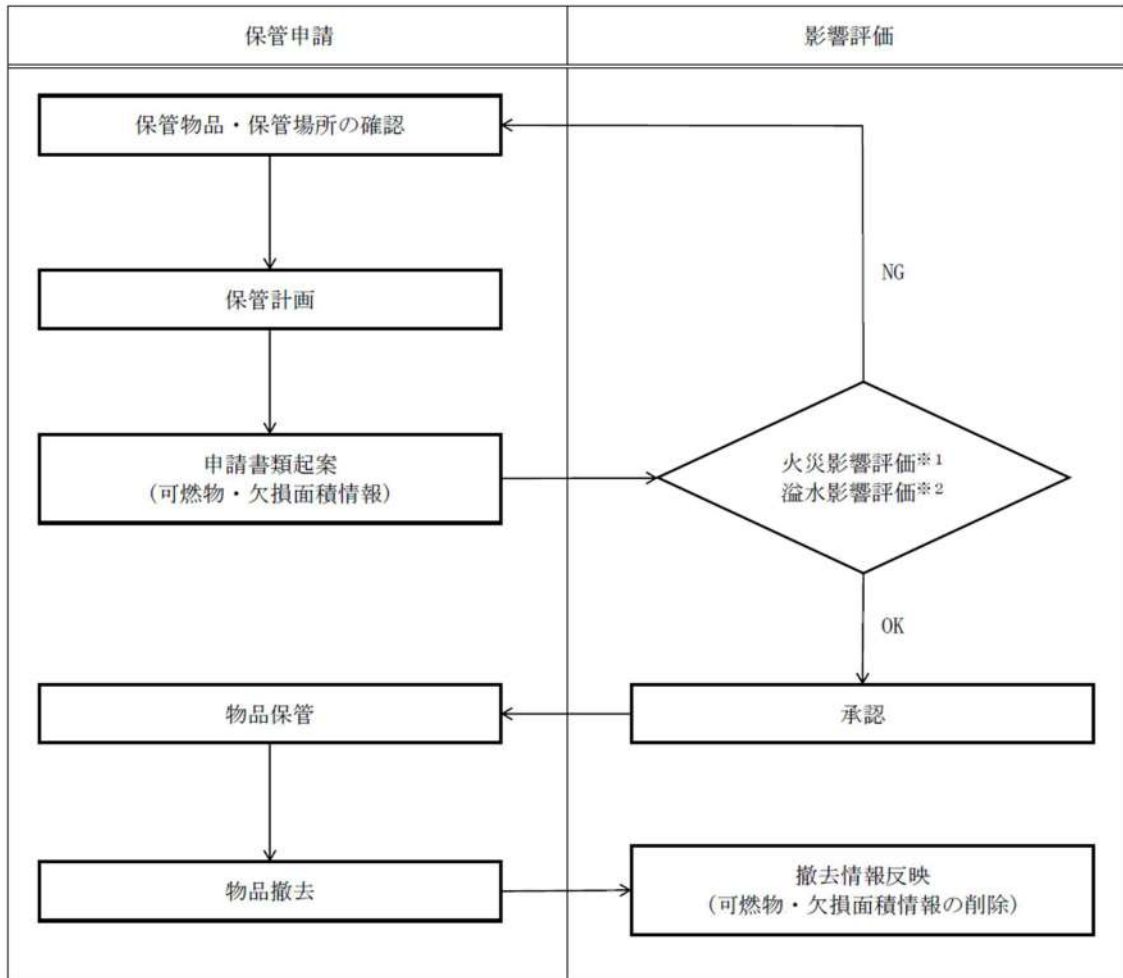 保管申請
影響評価
保管物品・保管場所の確認
NG
保管計画
申請書類起案
(可燃物・欠損面積情報)
火災影響評価※1
溢水影響評価※2
OK
物品保管
承認
物品撤去
撤去情報反映
(可燃物・欠損面積情報の削除)